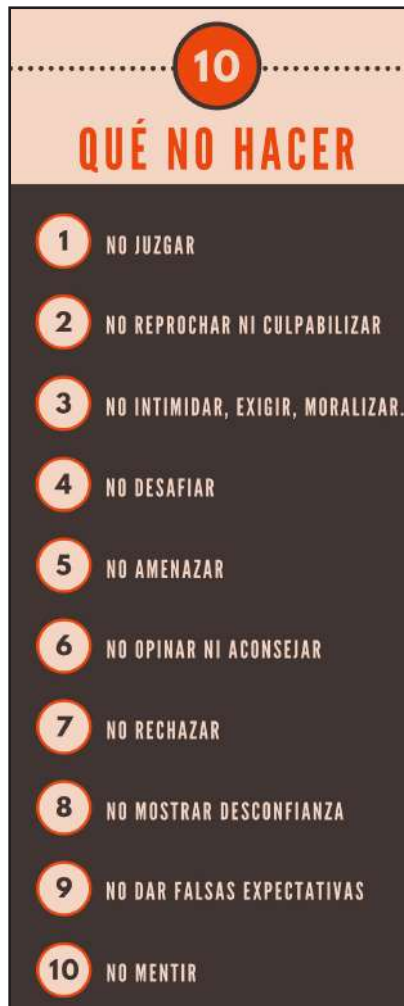 10
QUÉ NO HACER
1 NO JUZGAR
2 NO REPROCHAR NI CULPABILIZAR
3 NO INTIMIDAR, EXIGIR, MORALIZAR.
4 NO DESAFIAR
5 NO AMENAZAR
6 NO OPINAR NI ACONSEJAR
7 NO RECHAZAR
8 NO MOSTRAR DESCONFIANZA
9 NO DAR FALSAS EXPECTATIVAS
10 NO MENTIR